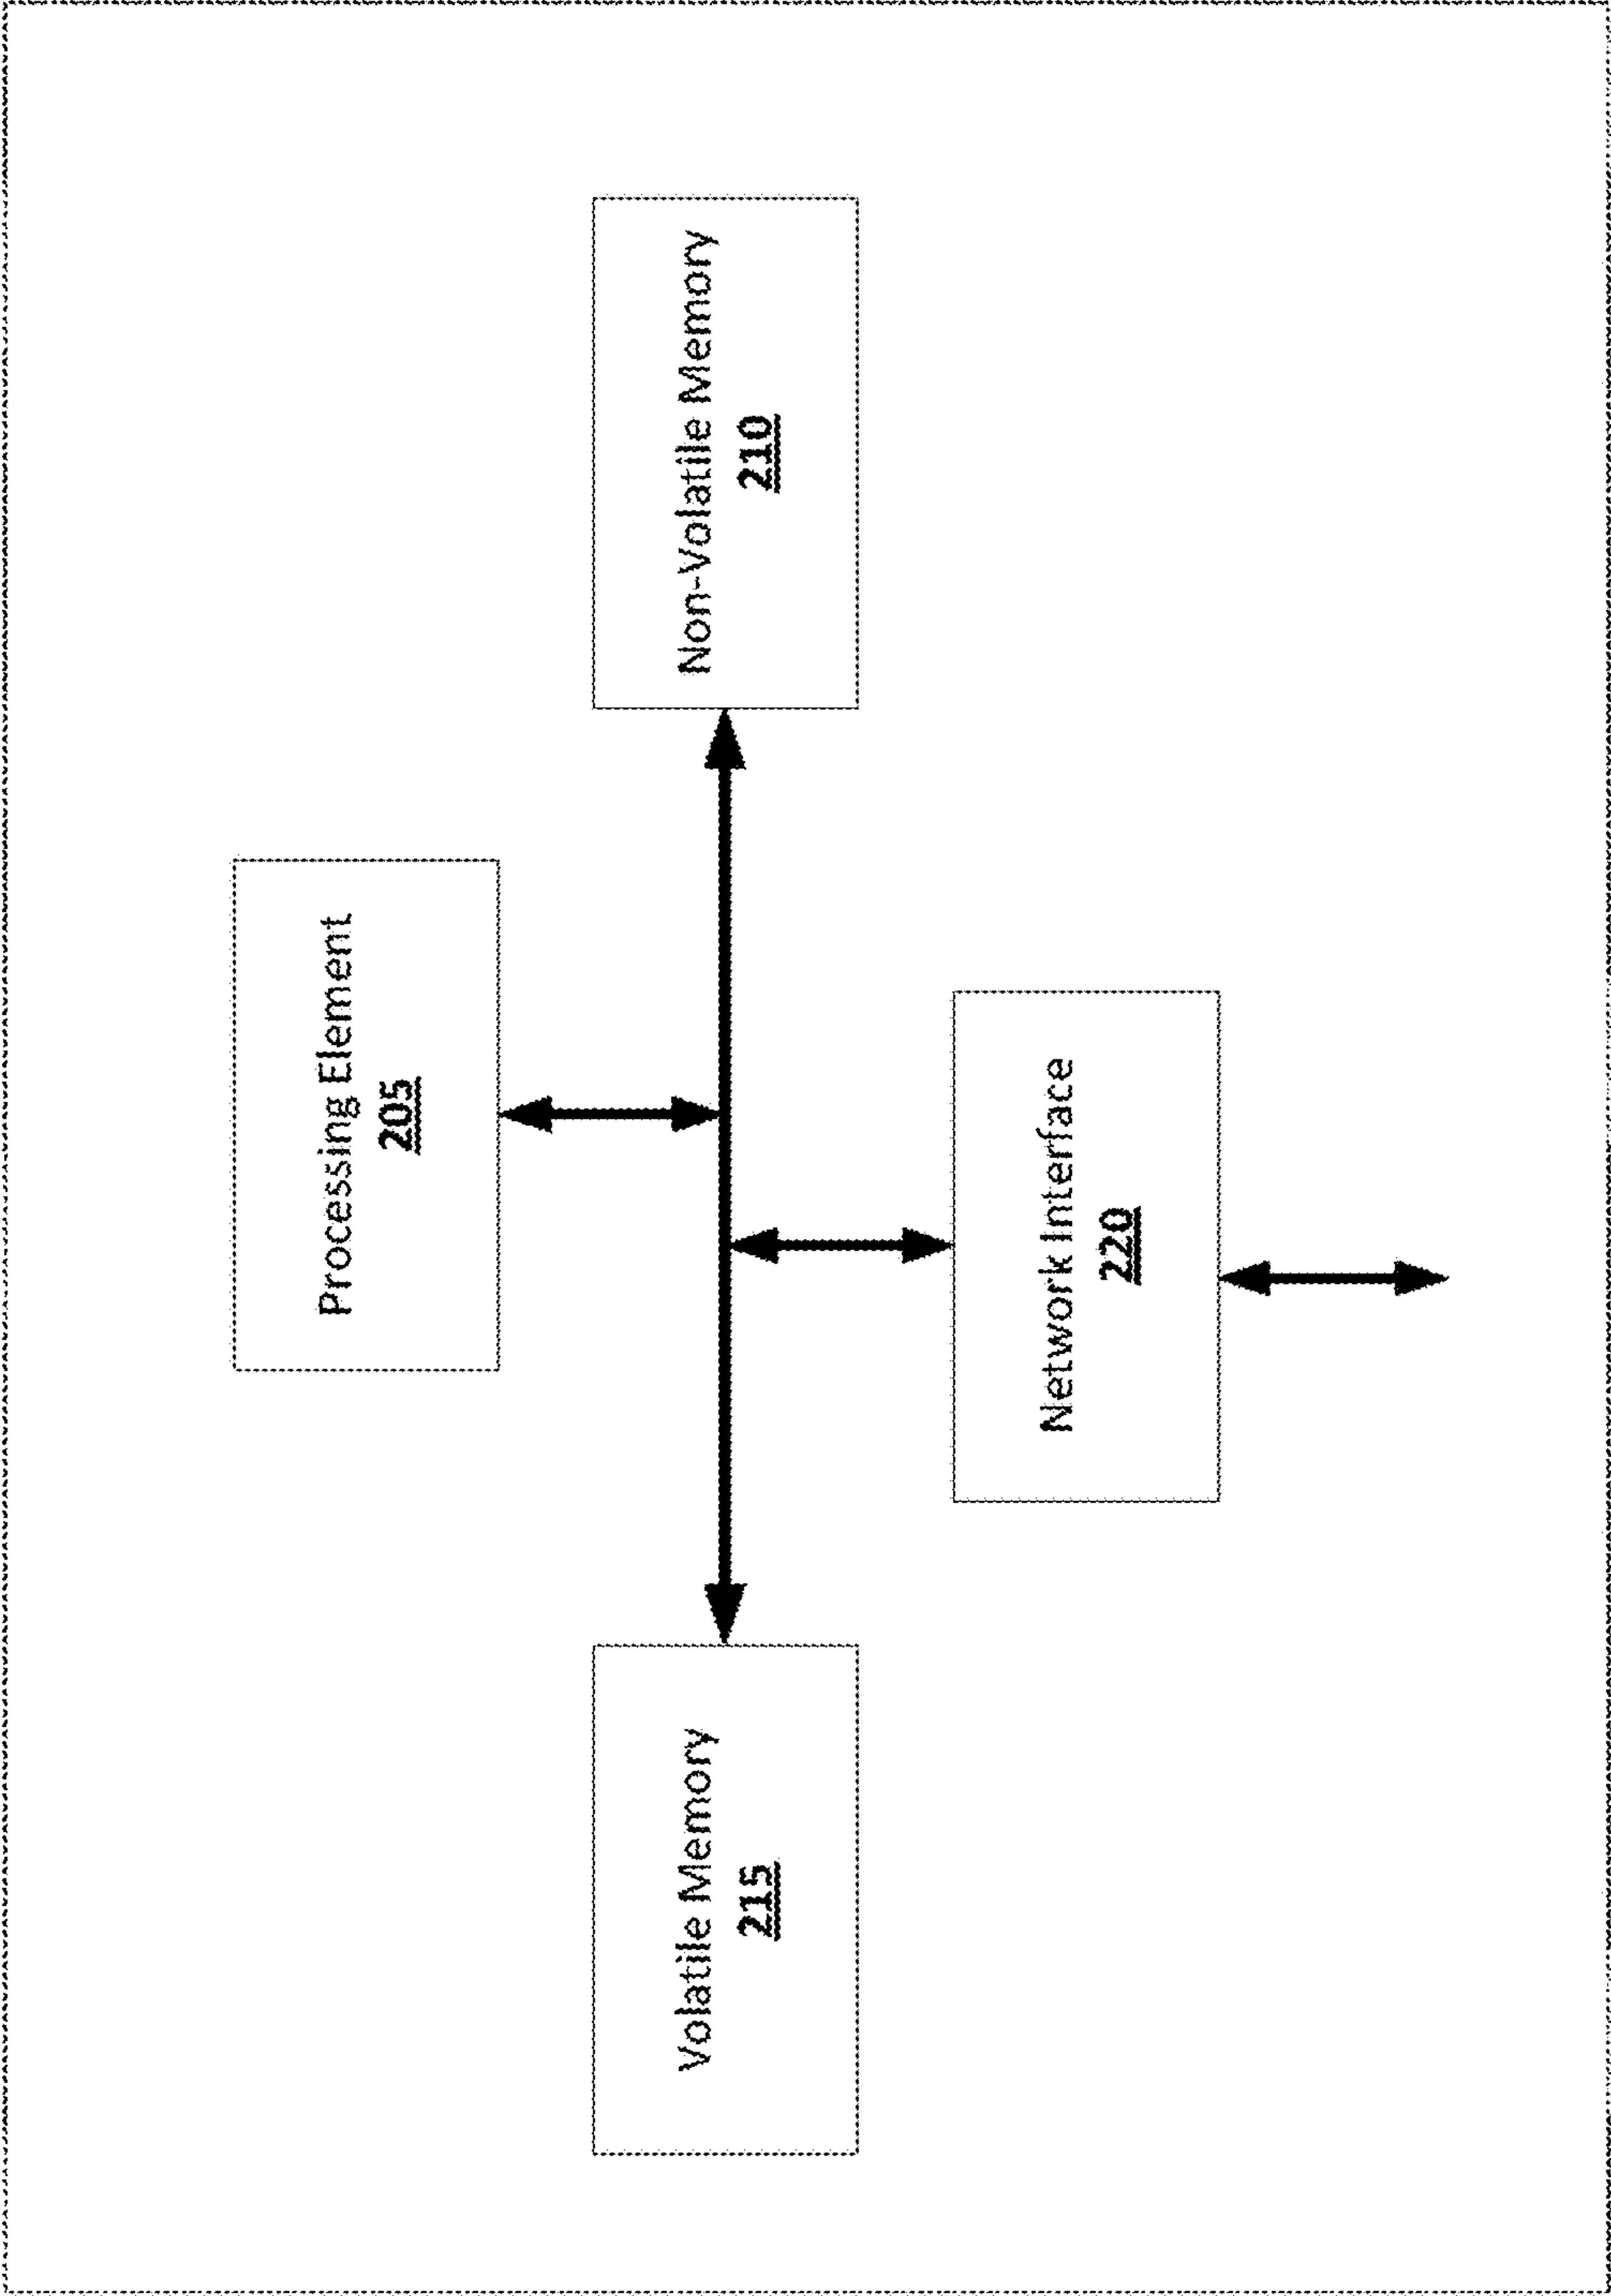 Processing Element
205
Volatile Memory
215
Non-Volatile Memory
210
Network Interface
220